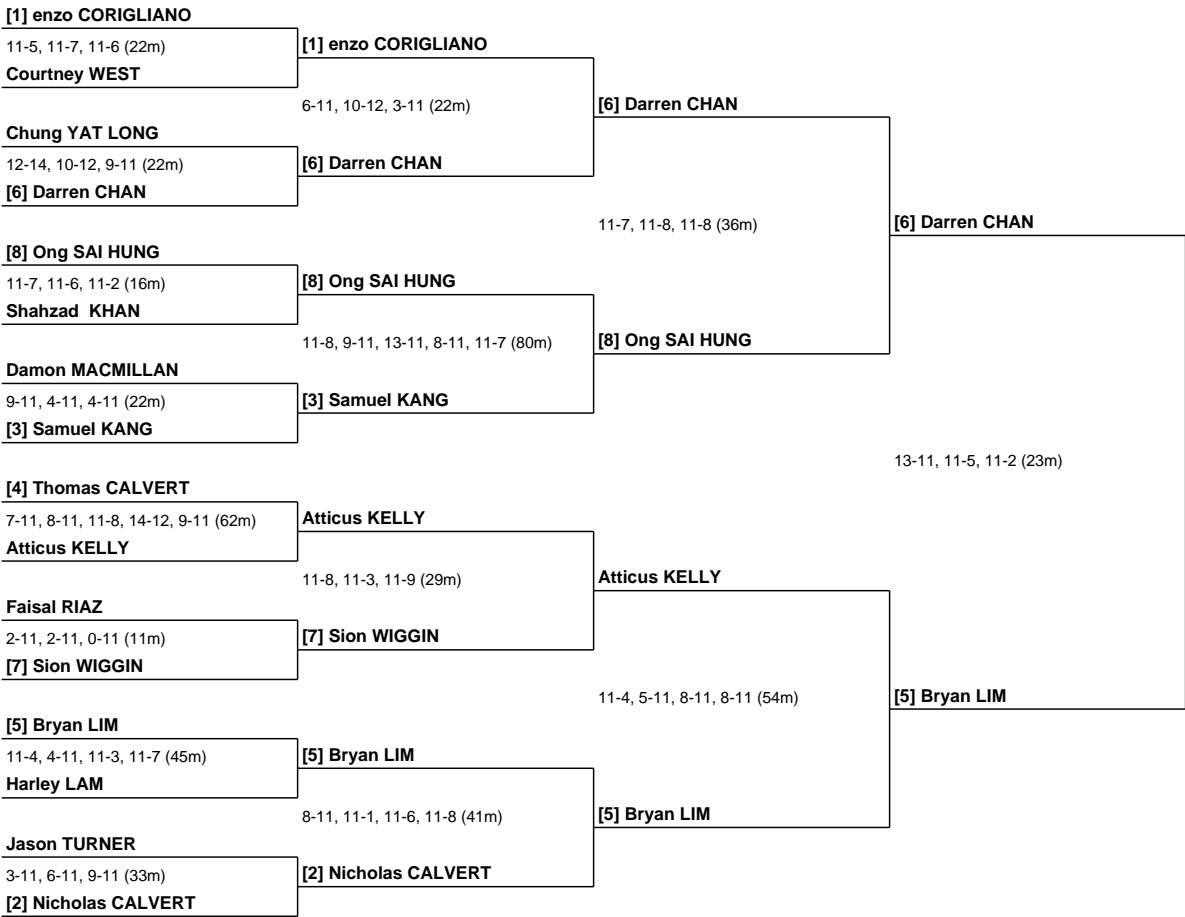 [1] enzo CORIGLIANO
11-5, 11-7, 11-6 (22m)
Courtney WEST
Chung YAT LONG
12-14, 10-12, 9-11 (22m)
[6] Darren CHAN
[8] Ong SAI HUNG
11-7, 11-6, 11-2 (16m)
Shahzad KHAN
Damon MACMILLAN
9-11, 4-11, 4-11 (22m)
[3] Samuel KANG
[4] Thomas CALVERT
7-11, 8-11, 11-8, 14-12, 9-11 (62m)
Atticus KELLY
Faisal RIAZ
2-11, 2-11, 0-11 (11m)
[7] Sion WIGGIN
[5] Bryan LIM
11-4, 4-11, 11-3, 11-7 (45m)
Harley LAM
Jason TURNER
3-11, 6-11, 9-11 (33m)
[2] Nicholas CALVERT
[1] enzo CORIGLIANO
6-11, 10-12, 3-11 (22m)
[6] Darren CHAN
[8] Ong SAI HUNG
11-8, 9-11, 13-11, 8-11, 11-7 (80m)
[3] Samuel KANG
Atticus KELLY
11-8, 11-3, 11-9 (29m)
[7] Sion WIGGIN
[5] Bryan LIM
8-11, 11-1, 11-6, 11-8 (41m)
[2] Nicholas CALVERT
[6] Darren CHAN
11-7, 11-8, 11-8 (36m)
[8] Ong SAI HUNG
Atticus KELLY
11-4, 5-11, 8-11, 8-11 (54m)
[5] Bryan LIM
[6] Darren CHAN
13-11, 11-5, 11-2 (23m)
[5] Bryan LIM